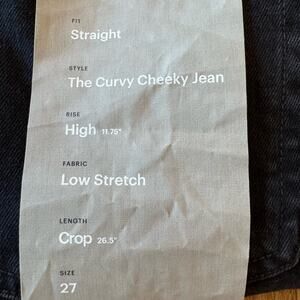 FIT
Straight
STYLE
The Curvy Cheeky Jean
RISE
High 11.75"
FABRIC
Low Stretch
LENGTH
Crop 26.5"
SIZE
27